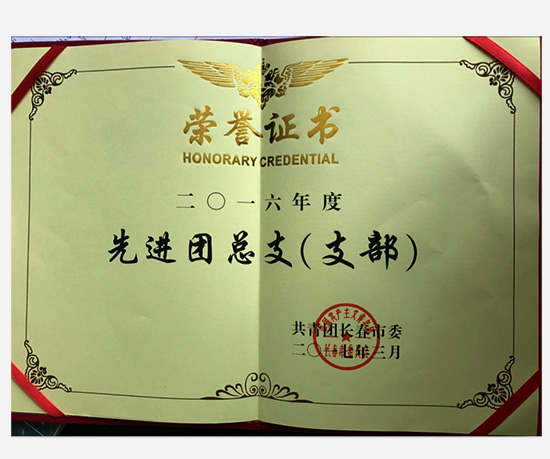 荣誉证书
HONORARY CREDENTIAL
二〇一六年度
先进团总支(支部)
共青团长春市委
二〇一七年三月